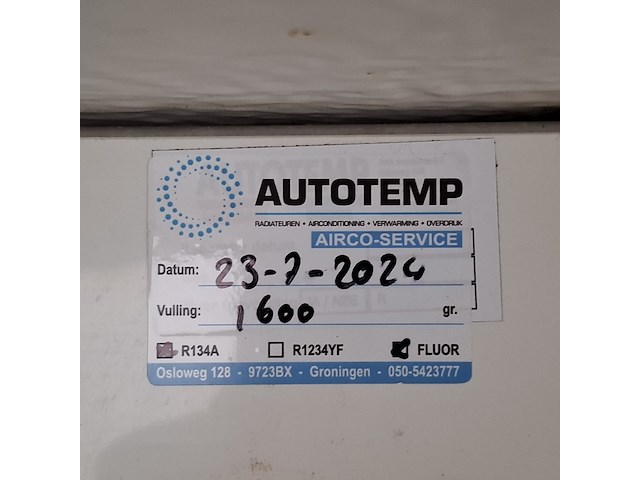 AUTOTEMP
RADIATEUREN • AIRCONDITIONING • VERWARMING • OVERDRUK
AIRCO-SERVICE
Datum: 23-7-2024
Vulling: 1600 gr.
R134A R1234YF FLUOR
Osloweg 128 - 9723BX - Groningen - 050-5423777